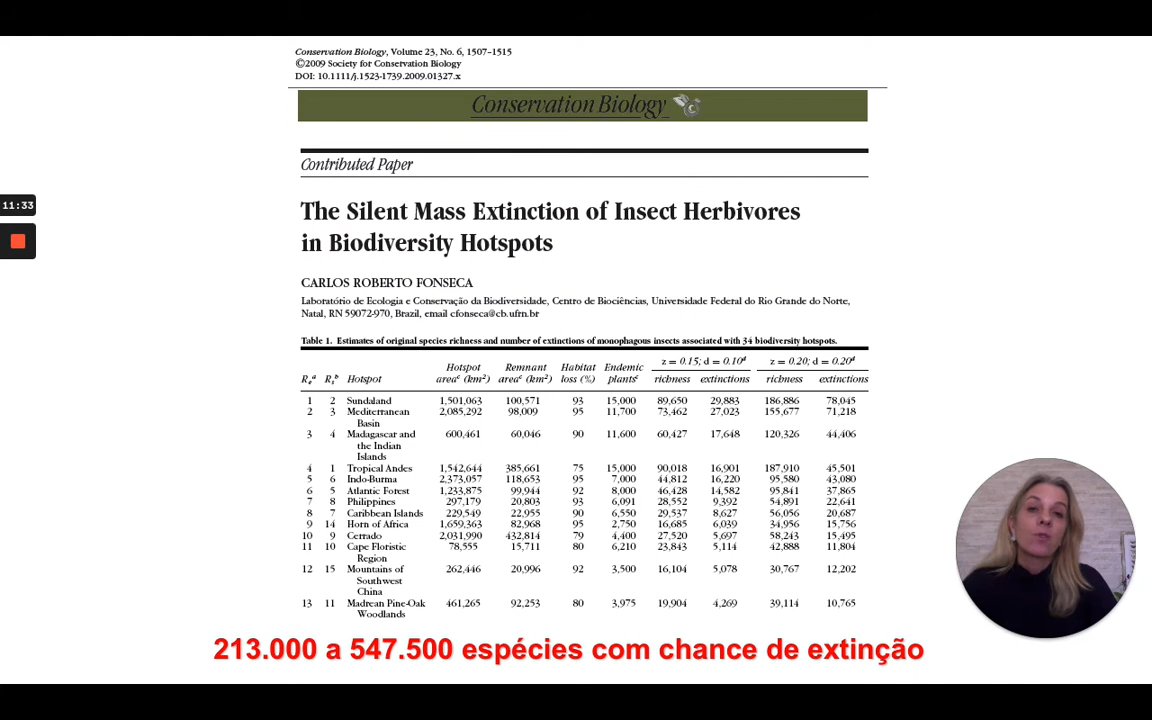 Conservation Biology, Volume 23, No. 6, 1507–1515
©2009 Society for Conservation Biology
DOI: 10.1111/j.1523-1739.2009.01327.x
Conservation Biology
Contributed Paper
11:33
The Silent Mass Extinction of Insect Herbivores
in Biodiversity Hotspots
CARLOS ROBERTO FONSECA
Laboratório de Ecologia e Conservação da Biodiversidade, Centro de Biociências, Universidade Federal do Rio Grande do Norte,
Natal, RN 59072-970, Brazil, email cfonseca@cb.ufrn.br
Table 1. Estimates of original species richness and number of extinctions of monophagous insects associated with 34 biodiversity hotspots.
z = 0.15; d = 0.10d z = 0.20; d = 0.20d
Hotspot Remnant Habitat Endemic
Rea Rsb Hotspot areac (km2) areac (km2) loss (%) plantsc richness extinctions richness extinctions
1 2 Sundaland 1,501,063 100,571 93 15,000 89,650 29,883 186,886 78,045
2 3 Mediterranean 2,085,292 98,009 95 11,700 73,462 27,023 155,677 71,218
Basin
3 4 Madagascar and 600,461 60,046 90 11,600 60,427 17,648 120,326 44,406
the Indian
Islands
4 1 Tropical Andes 1,542,644 385,661 75 15,000 90,018 16,901 187,910 45,501
5 6 Indo-Burma 2,373,057 118,653 95 7,000 44,812 16,220 95,580 43,080
6 5 Atlantic Forest 1,233,875 99,944 92 8,000 46,428 14,582 95,841 37,865
7 8 Philippines 297,179 20,803 93 6,091 28,552 9,392 54,891 22,641
8 7 Caribbean Islands 229,549 22,955 90 6,550 29,537 8,627 56,056 20,687
9 14 Horn of Africa 1,659,363 82,968 95 2,750 16,685 6,039 34,956 15,756
10 9 Cerrado 2,031,990 432,814 79 4,400 27,520 5,697 58,243 15,495
11 10 Cape Floristic 78,555 15,711 80 6,210 23,843 5,114 42,888 11,804
Region
12 15 Mountains of 262,446 20,996 92 3,500 16,104 5,078 30,767 12,202
Southwest
China
13 11 Madrean Pine-Oak 461,265 92,253 80 3,975 19,904 4,269 39,114 10,765
Woodlands
213.000 a 547.500 espécies com chance de extinção